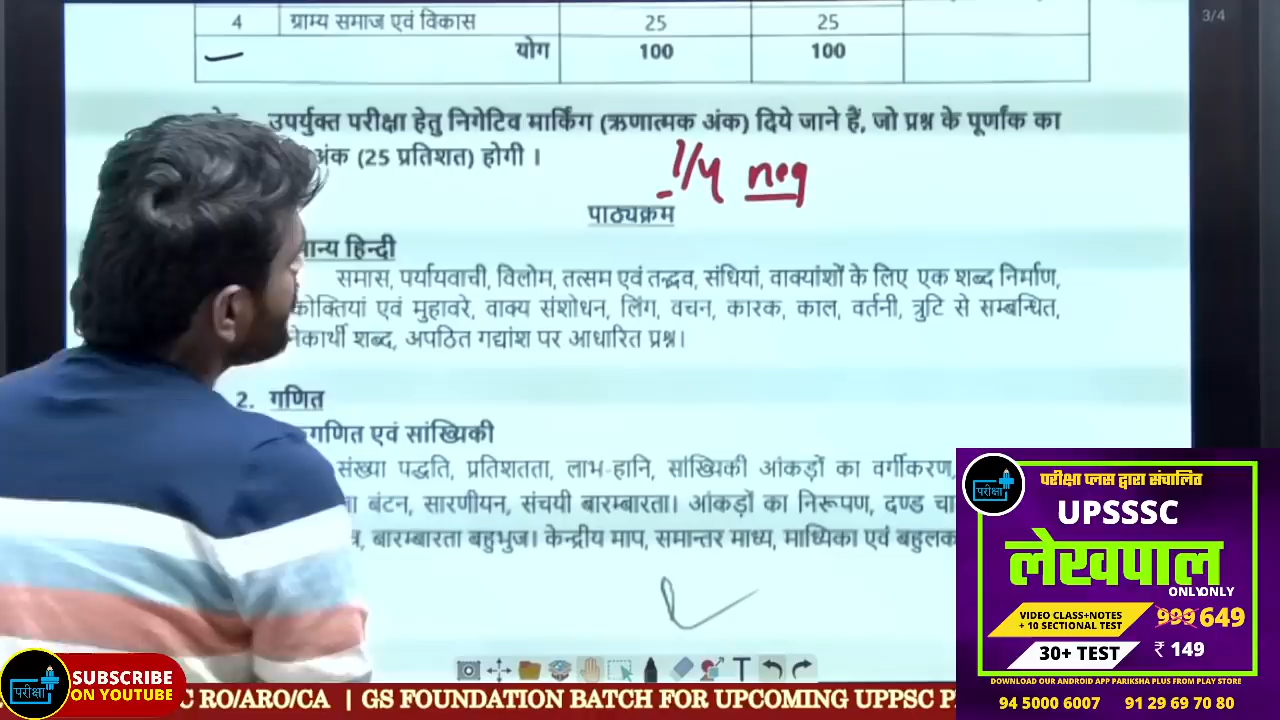 3/4
4 ग्राम्य समाज एवं विकास 25 25
योग 100 100
उपर्युक्त परीक्षा हेतु निगेटिव मार्किंग (ऋणात्मक अंक) दिये जाने हैं, जो प्रश्न के पूर्णांक का
अंक (25 प्रतिशत) होगी ।
1/4 neg
पाठ्यक्रम
न्य हिन्दी
समास, पर्यायवाची, विलोम, तत्सम एवं तद्भव, संधियां, वाक्यांशों के लिए एक शब्द निर्माण,
कोक्तियां एवं मुहावरे, वाक्य संशोधन, लिंग, वचन, कारक, काल, वर्तनी, त्रुटि से सम्बन्धित,
नेकार्थी शब्द, अपठित गद्यांश पर आधारित प्रश्न।
2. गणित
गणित एवं सांख्यिकी
संख्या पद्धति, प्रतिशतता, लाभ-हानि, सांख्यिकी आंकड़ों का वर्गीकरण,
बंटन, सारणीयन, संचयी बारम्बारता। आंकड़ों का निरूपण, दण्ड चा
बारम्बारता बहुभुज। केन्द्रीय माप, समान्तर माध्य, माध्यिका एवं बहुलक
परीक्षा
परीक्षा प्लस द्वारा संचालित
UPSSSC
लेखपाल
ONLYONLY
VIDEO CLASS+NOTES
+ 10 SECTIONAL TEST
999 649
30+ TEST ₹ 149
DOWNLOAD OUR ANDROID APP PARIKSHA PLUS FROM PLAY STORE
94 5000 6007 91 29 69 70 80
परीक्षा
SUBSCRIBE
ON YOUTUBE
C RO/ARO/CA | GS FOUNDATION BATCH FOR UPCOMING UPPSC P
T